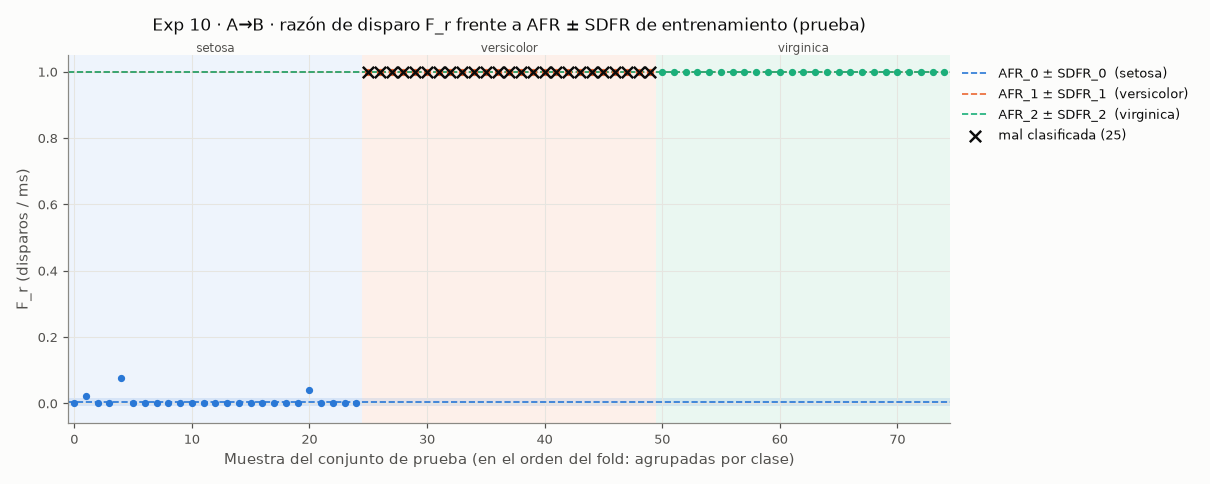 Exp 10 · A→B · razón de disparo F_r frente a AFR ± SDFR de entrenamiento (prueba)
setosa versicolor virginica
1.0
0.8
0.6
0.4
0.2
0.0
F_r (disparos / ms)
0 10 20 30 40 50 60 70
Muestra del conjunto de prueba (en el orden del fold: agrupadas por clase)
AFR_0 ± SDFR_0 (setosa)
AFR_1 ± SDFR_1 (versicolor)
AFR_2 ± SDFR_2 (virginica)
mal clasificada (25)